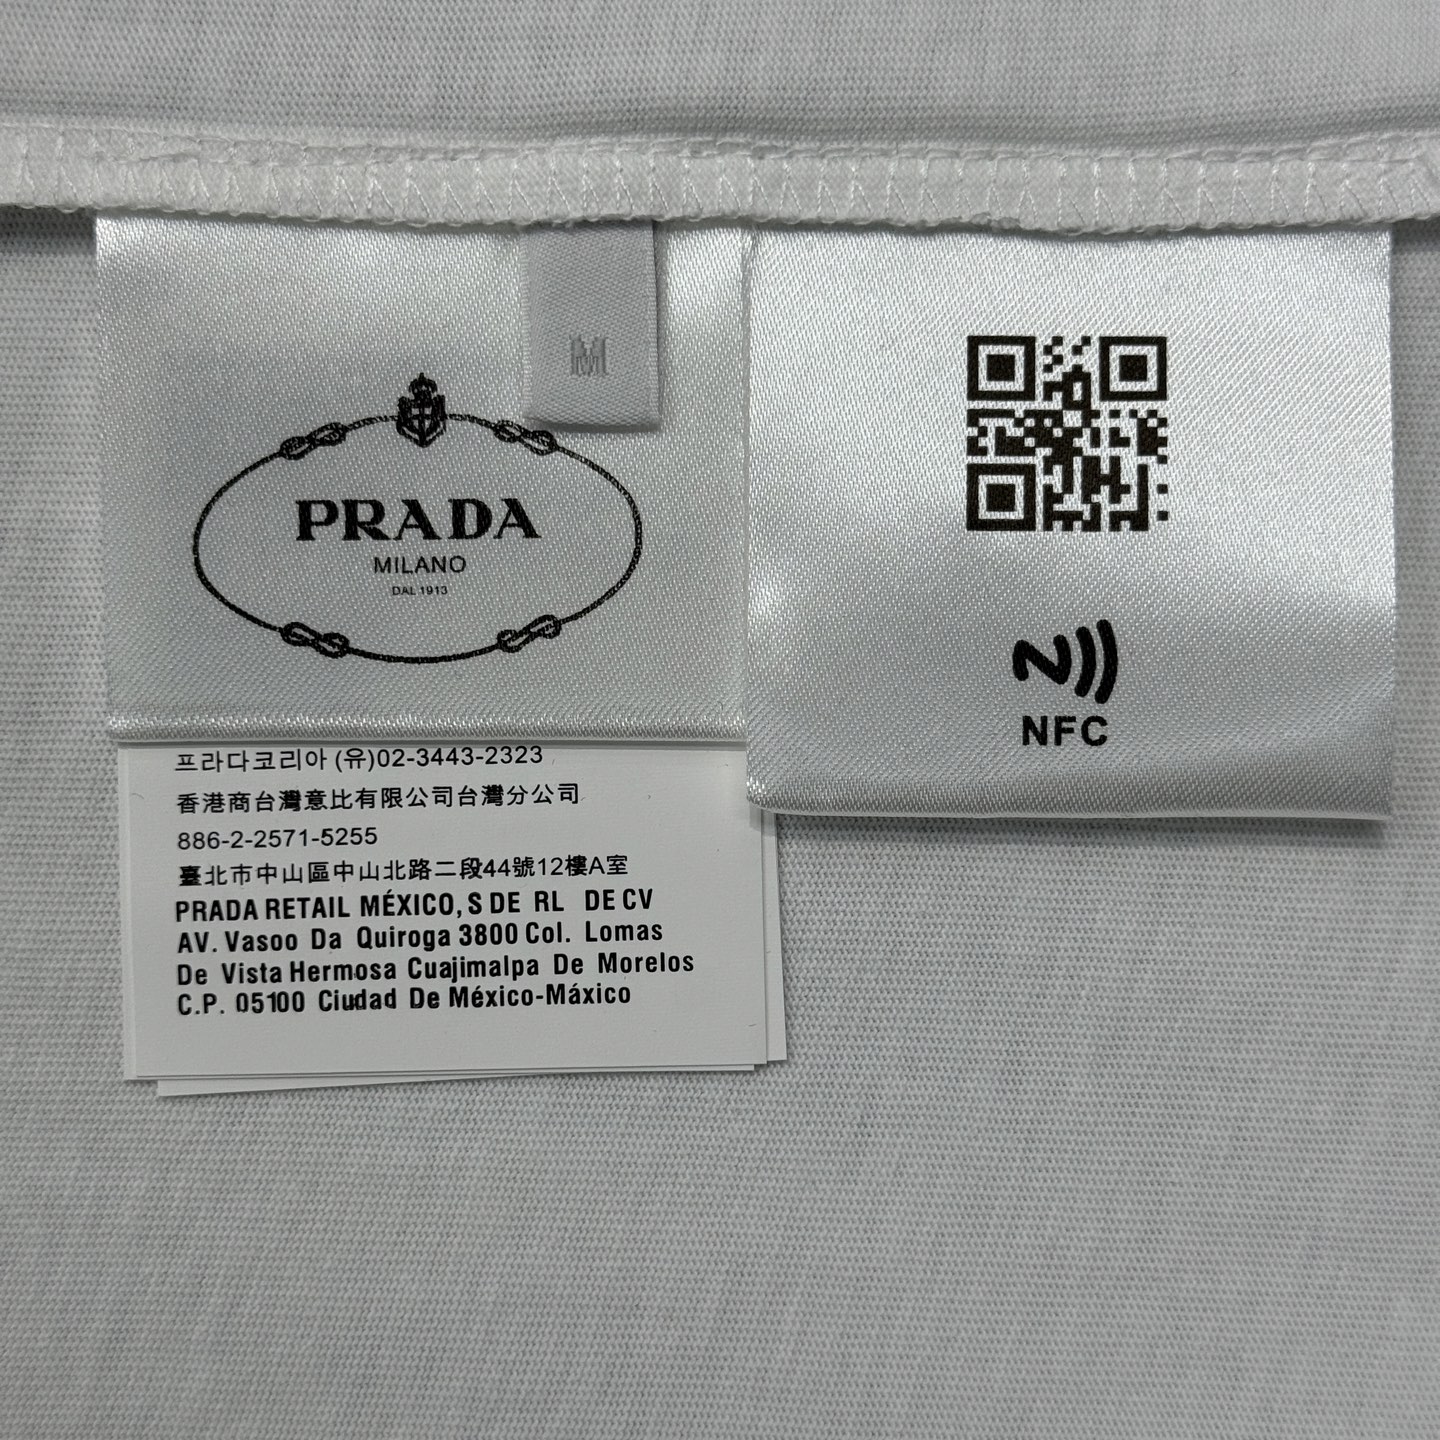 M
PRADA
MILANO
DAL 1913
NFC
프라다코리아 (유)02-3443-2323
香港商台灣意比有限公司台灣分公司
886-2-2571-5255
臺北市中山區中山北路二段44號12樓A室
PRADA RETAIL MÉXICO, S DE RL DE CV
AV. Vasoo Da Quiroga 3800 Col. Lomas
De Vista Hermosa Cuajimalpa De Morelos
C.P. 05100 Ciudad De México-Máxico